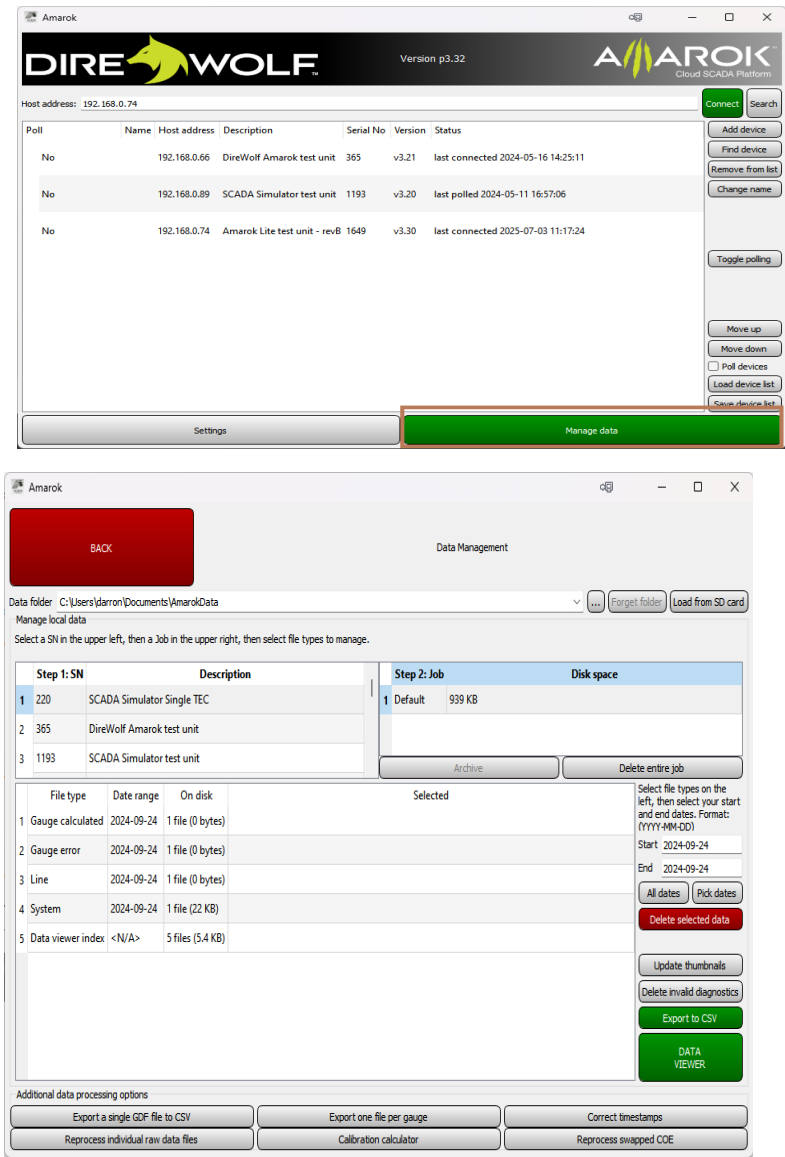 Amarok
DIREWOLF™
Version p3.32
AMAROK™
Cloud SCADA Platform
Host address: 192.168.0.74
Connect
Search
Poll Name Host address Description Serial No Version Status
No 192.168.0.66 DireWolf Amarok test unit 365 v3.21 last connected 2024-05-16 14:25:11
No 192.168.0.89 SCADA Simulator test unit 1193 v3.20 last polled 2024-05-11 16:57:06
No 192.168.0.74 Amarok Lite test unit - revB 1649 v3.30 last connected 2025-07-03 11:17:24
Add device
Find device
Remove from list
Change name
Toggle polling
Move up
Move down
Poll devices
Load device list
Save device list
Settings
Manage data
Amarok
BACK
Data Management
Data folder C:\Users\darron\Documents\AmarokData
...
Forget folder
Load from SD card
Manage local data
Select a SN in the upper left, then a Job in the upper right, then select file types to manage.
Step 1: SN Description
1 220 SCADA Simulator Single TEC
2 365 DireWolf Amarok test unit
3 1193 SCADA Simulator test unit
Step 2: Job Disk space
1 Default 939 KB
Archive
Delete entire job
File type Date range On disk Selected
1 Gauge calculated 2024-09-24 1 file (0 bytes)
2 Gauge error 2024-09-24 1 file (0 bytes)
3 Line 2024-09-24 1 file (0 bytes)
4 System 2024-09-24 1 file (22 KB)
5 Data viewer index <N/A> 5 files (5.4 KB)
Select file types on the
left, then select your start
and end dates. Format:
(YYYY-MM-DD)
Start 2024-09-24
End 2024-09-24
All dates
Pick dates
Delete selected data
Update thumbnails
Delete invalid diagnostics
Export to CSV
DATA
VIEWER
Additional data processing options
Export a single GDF file to CSV
Export one file per gauge
Correct timestamps
Reprocess individual raw data files
Calibration calculator
Reprocess swapped COE